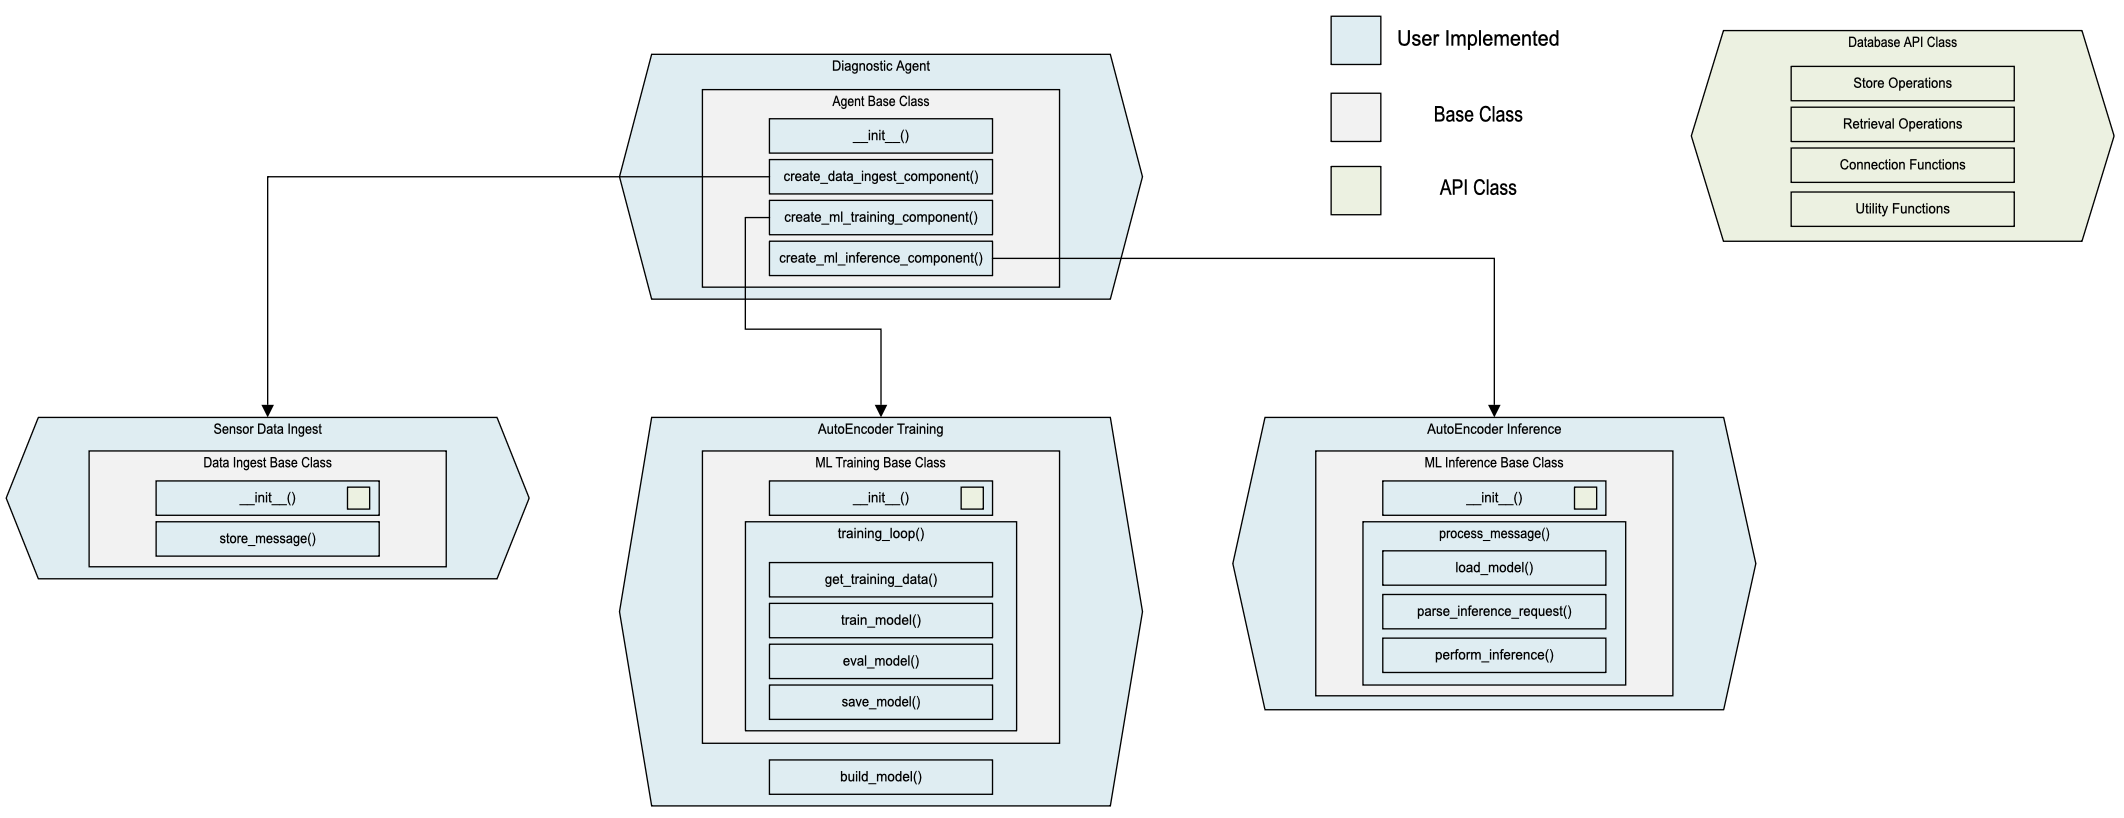 User Implemented
Base Class
API Class
Database API Class
Store Operations
Retrieval Operations
Connection Functions
Utility Functions
Diagnostic Agent
Agent Base Class
__init__()
create_data_ingest_component()
create_ml_training_component()
create_ml_inference_component()
Sensor Data Ingest
Data Ingest Base Class
__init__()
store_message()
AutoEncoder Training
ML Training Base Class
__init__()
training_loop()
get_training_data()
train_model()
eval_model()
save_model()
build_model()
AutoEncoder Inference
ML Inference Base Class
__init__()
process_message()
load_model()
parse_inference_request()
perform_inference()